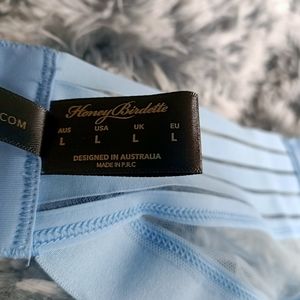 .COM
Honey Birdette
AUS USA UK EU
L L L L
DESIGNED IN AUSTRALIA
MADE IN P.R.C